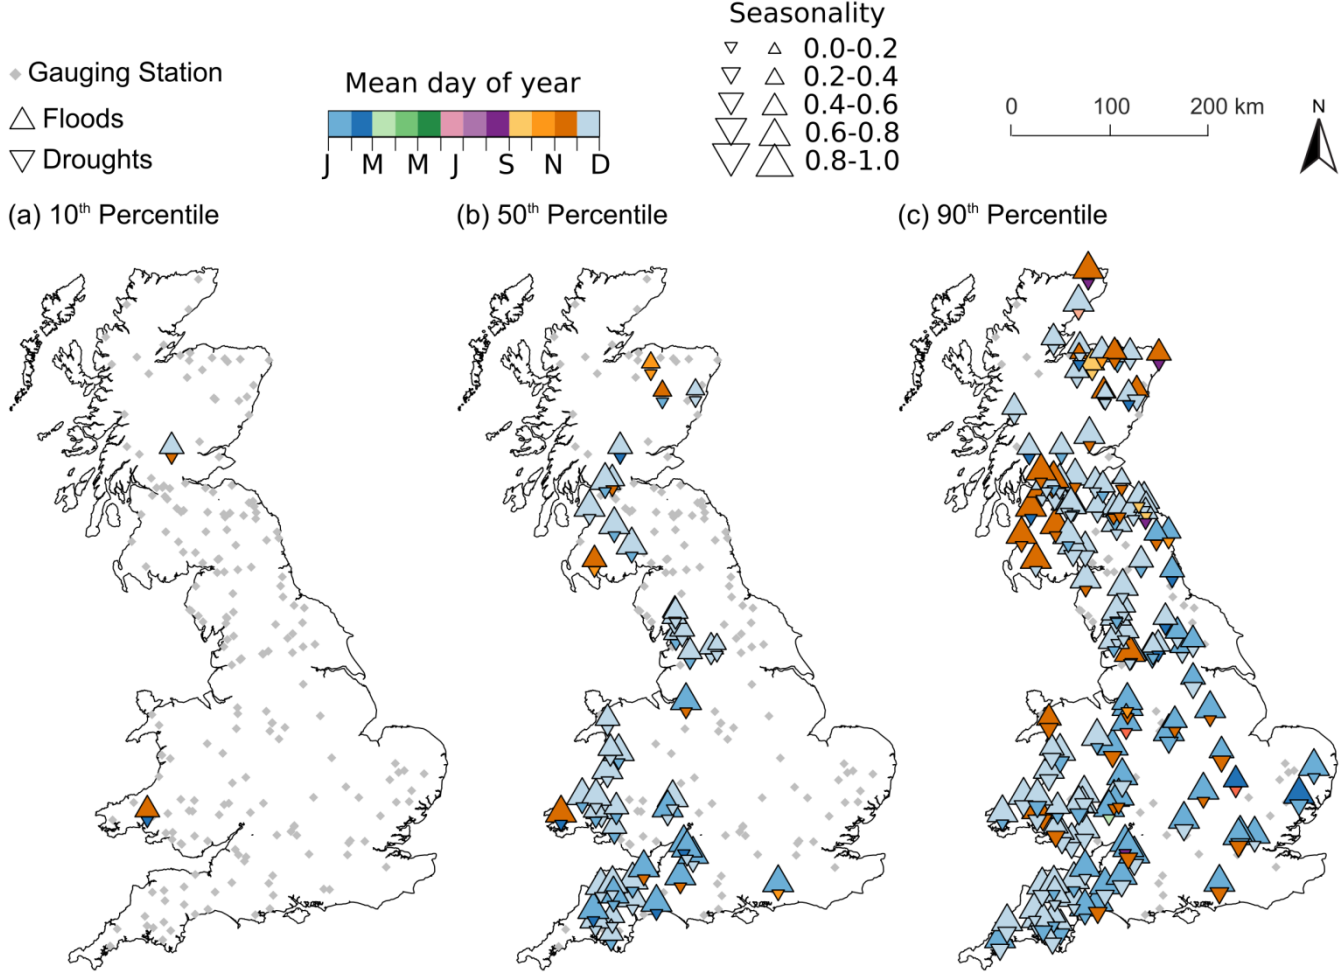 Seasonality
0.0-0.2
0.2-0.4
0.4-0.6
0.6-0.8
0.8-1.0
Gauging Station
Floods
Droughts
Mean day of year
J M M J S N D
0 100 200 km
N
(a) 10th Percentile
(b) 50th Percentile
(c) 90th Percentile